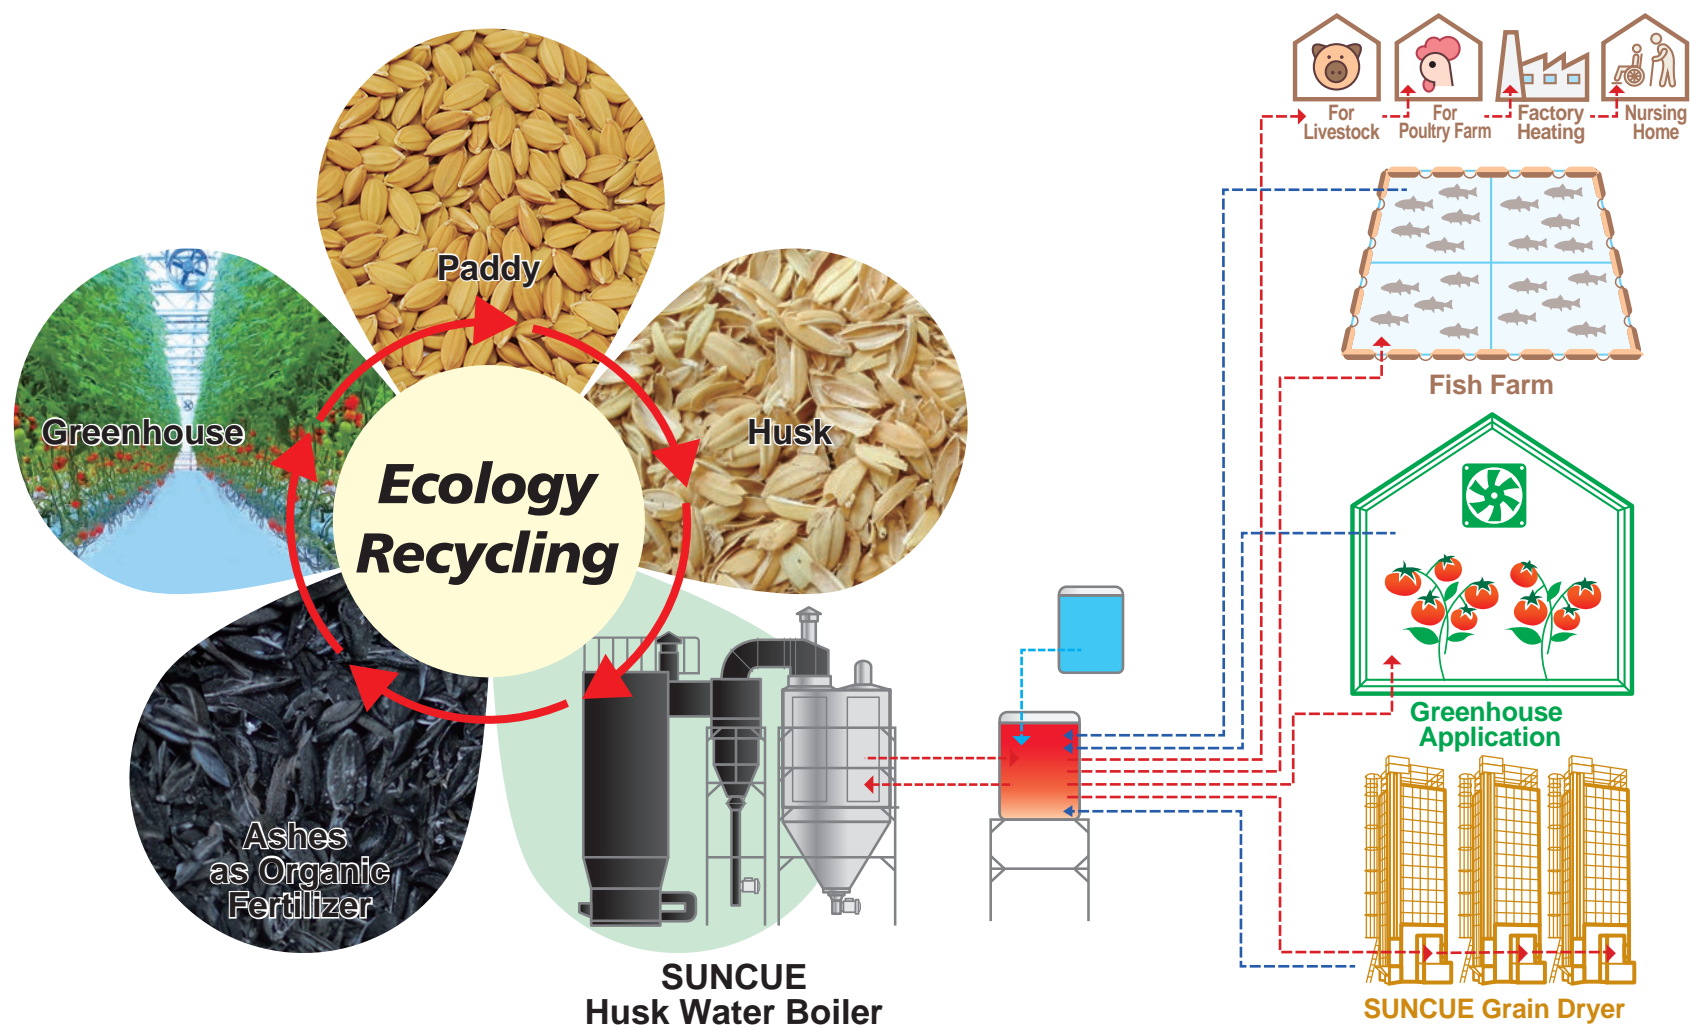 For
Livestock
For
Poultry Farm
Factory
Heating
Nursing
Home
Paddy
Fish Farm
Greenhouse
Husk
Ecology
Recycling
Greenhouse
Application
Ashes
as Organic
Fertilizer
SUNCUE
Husk Water Boiler
SUNCUE Grain Dryer